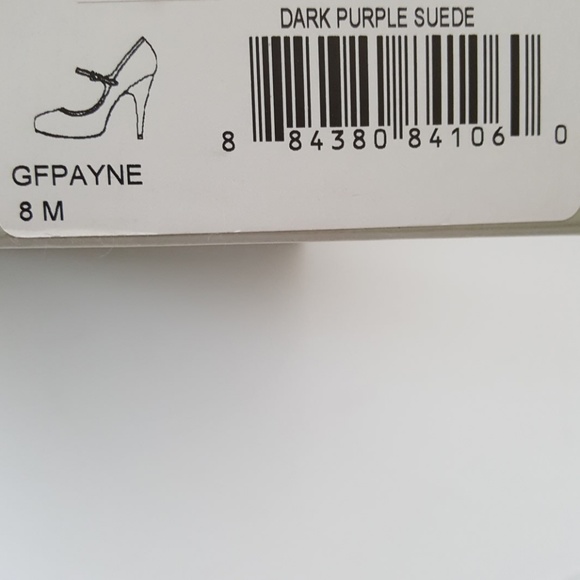 DARK PURPLE SUEDE
8 84380 84106 0
GFPAYNE
8 M